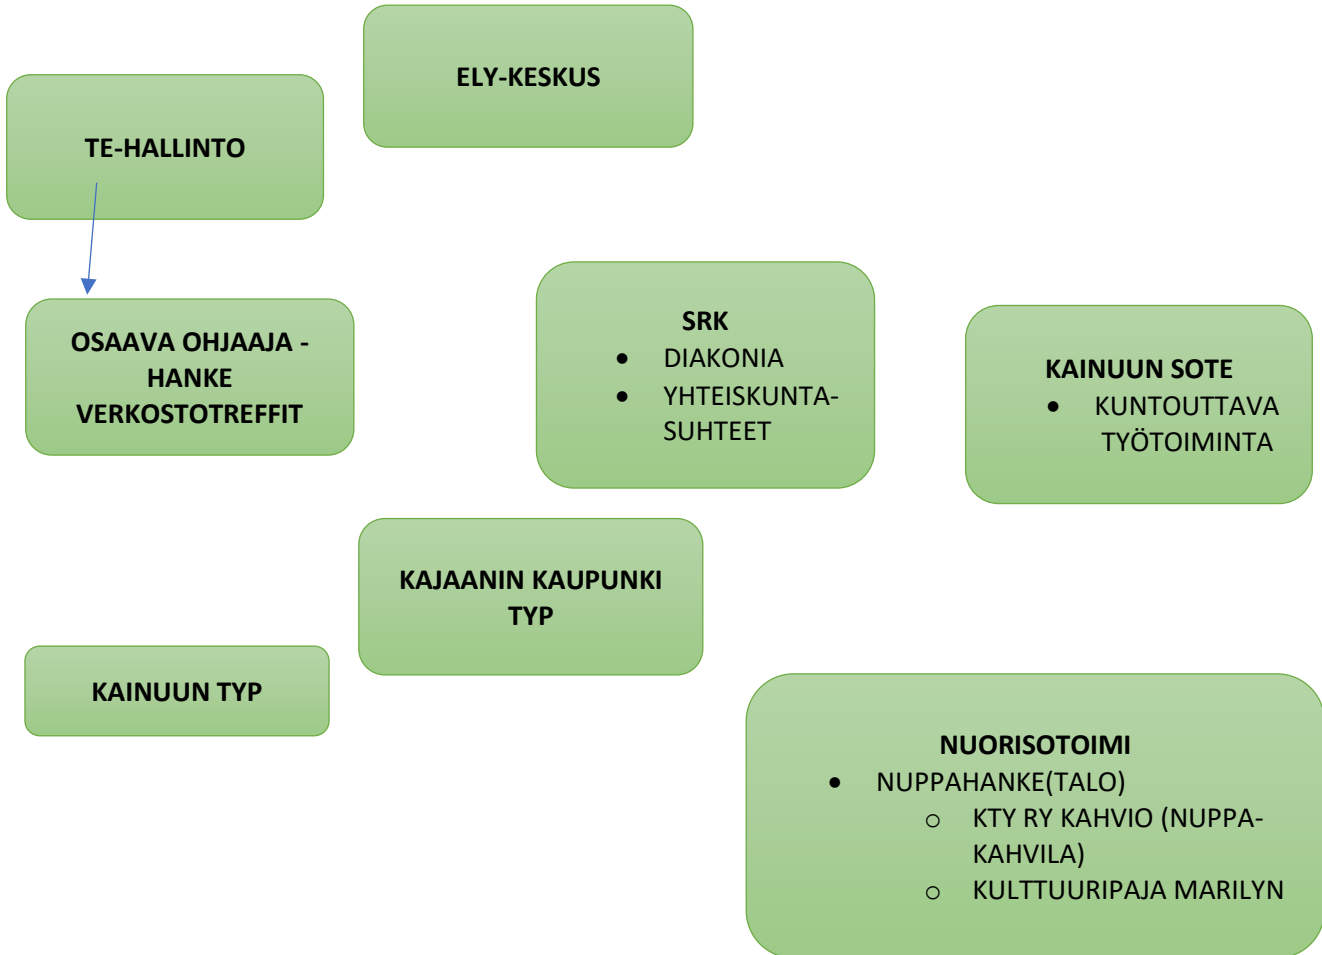 ELY-KESKUS
TE-HALLINTO
OSAAVA OHJAAJA -
HANKE
VERKOSTOTREFFIT
SRK
• DIAKONIA
• YHTEISKUNTA-
SUHTEET
KAINUUN SOTE
• KUNTOUTTAVA
TYÖTOIMINTA
KAJAANIN KAUPUNKI
TYP
KAINUUN TYP
NUORISOTOIMI
• NUPPAHANKE(TALO)
o KTY RY KAHVIO (NUPPA-
KAHVILA)
o KULTTUURIPAJA MARILYN